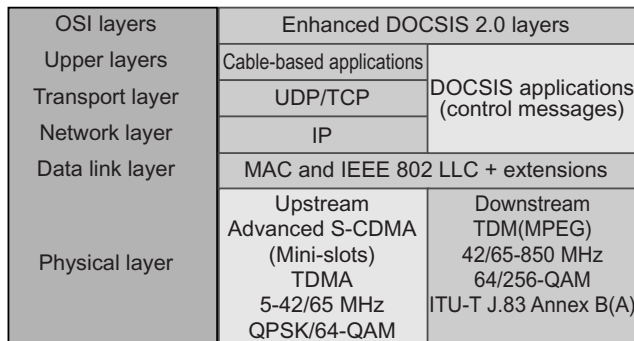 OSI layers
Enhanced DOCSIS 2.0 layers
Upper layers
Cable-based applications
DOCSIS applications
(control messages)
Transport layer
UDP/TCP
Network layer
IP
Data link layer
MAC and IEEE 802 LLC + extensions
Physical layer
Upstream
Advanced S-CDMA
(Mini-slots)
TDMA
5-42/65 MHz
QPSK/64-QAM
Downstream
TDM(MPEG)
42/65-850 MHz
64/256-QAM
ITU-T J.83 Annex B(A)